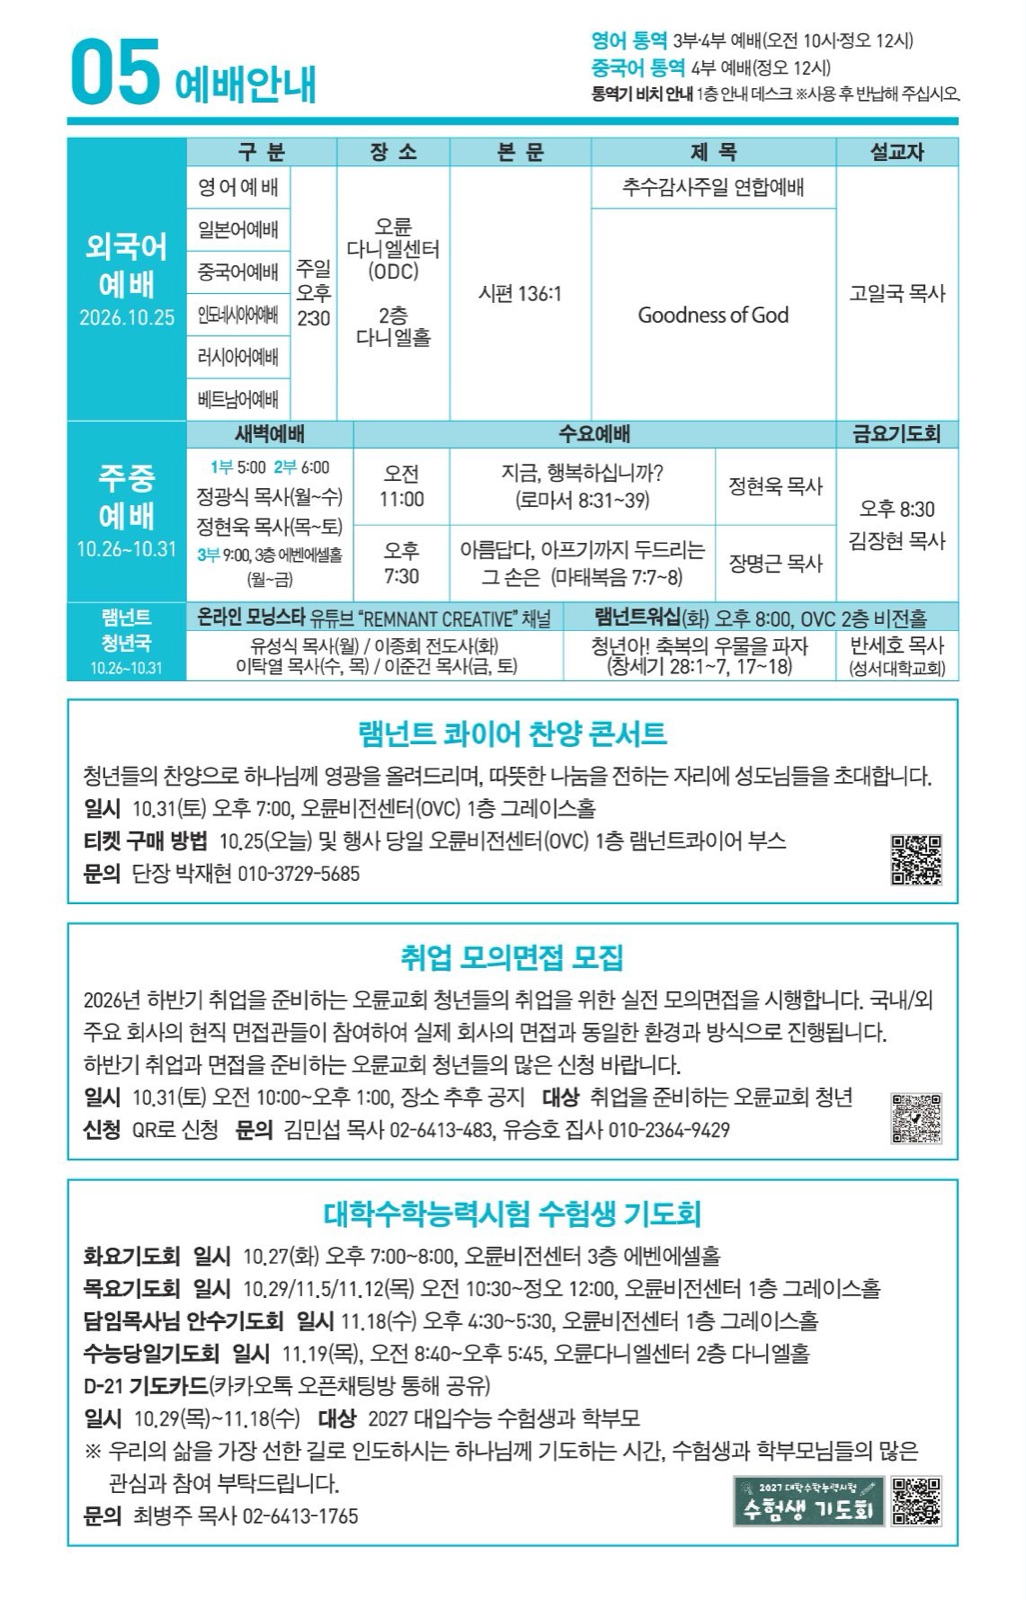 05 예배안내
영어 통역 3부·4부 예배(오전 10시·정오 12시)
중국어 통역 4부 예배(정오 12시)
통역기 비치 안내 1층 안내 데스크 ※사용 후 반납해 주십시오.
외국어
예배
2026.10.25
구 분 장 소 본 문 제 목 설교자
영어예배
일본어예배
중국어예배
인도네시아어예배
러시아어예배
베트남어예배
주일
오후
2:30
오륜
다니엘센터
(ODC)
2층
다니엘홀
시편 136:1
추수감사주일 연합예배
Goodness of God
고일국 목사
주중
예배
10.26~10.31
새벽예배 수요예배 금요기도회
1부 5:00 2부 6:00
정광식 목사(월~수)
정현욱 목사(목~토)
3부 9:00, 3층 에벤에셀홀
(월~금)
오전
11:00
지금, 행복하십니까?
(로마서 8:31~39)
정현욱 목사
오후
7:30
아름답다, 아프기까지 두드리는
그 손은 (마태복음 7:7~8)
장명근 목사
오후 8:30
김장현 목사
램넌트
청년국
10.26~10.31
온라인 모닝스타 유튜브 “REMNANT CREATIVE” 채널
램넌트워십(화) 오후 8:00, OVC 2층 비전홀
유성식 목사(월) / 이종회 전도사(화)
이탁열 목사(수, 목) / 이준건 목사(금, 토)
청년아! 축복의 우물을 파자
(창세기 28:1~7, 17~18)
반세호 목사
(성서대학교회)
램넌트 콰이어 찬양 콘서트
청년들의 찬양으로 하나님께 영광을 올려드리며, 따뜻한 나눔을 전하는 자리에 성도님들을 초대합니다.
일시 10.31(토) 오후 7:00, 오륜비전센터(OVC) 1층 그레이스홀
티켓 구매 방법 10.25(오늘) 및 행사 당일 오륜비전센터(OVC) 1층 램넌트콰이어 부스
문의 단장 박재현 010-3729-5685
취업 모의면접 모집
2026년 하반기 취업을 준비하는 오륜교회 청년들의 취업을 위한 실전 모의면접을 시행합니다. 국내/외
주요 회사의 현직 면접관들이 참여하여 실제 회사의 면접과 동일한 환경과 방식으로 진행됩니다.
하반기 취업과 면접을 준비하는 오륜교회 청년들의 많은 신청 바랍니다.
일시 10.31(토) 오전 10:00~오후 1:00, 장소 추후 공지 대상 취업을 준비하는 오륜교회 청년
신청 QR로 신청 문의 김민섭 목사 02-6413-483, 유승호 집사 010-2364-9429
대학수학능력시험 수험생 기도회
화요기도회 일시 10.27(화) 오후 7:00~8:00, 오륜비전센터 3층 에벤에셀홀
목요기도회 일시 10.29/11.5/11.12(목) 오전 10:30~정오 12:00, 오륜비전센터 1층 그레이스홀
담임목사님 안수기도회 일시 11.18(수) 오후 4:30~5:30, 오륜비전센터 1층 그레이스홀
수능당일기도회 일시 11.19(목), 오전 8:40~오후 5:45, 오륜다니엘센터 2층 다니엘홀
D-21 기도카드(카카오톡 오픈채팅방 통해 공유)
일시 10.29(목)~11.18(수) 대상 2027 대입수능 수험생과 학부모
※ 우리의 삶을 가장 선한 길로 인도하시는 하나님께 기도하는 시간, 수험생과 학부모님들의 많은
관심과 참여 부탁드립니다.
문의 최병주 목사 02-6413-1765
2027 대학수학능력시험
수험생 기도회